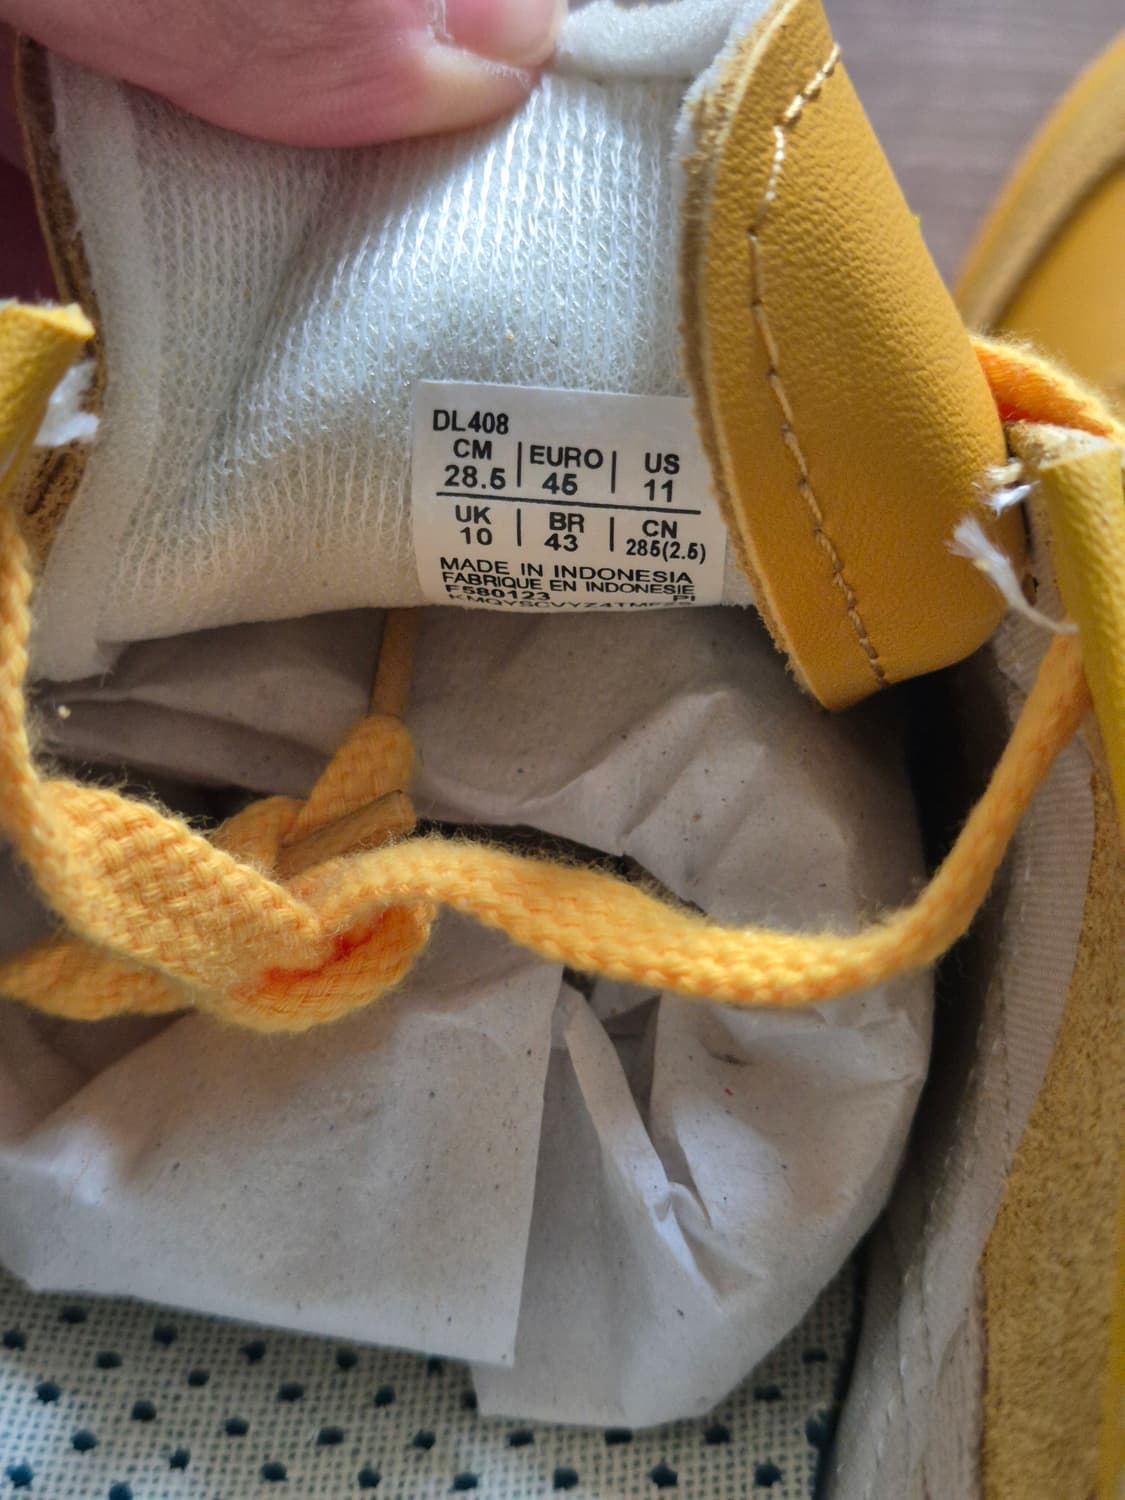 DL408
CM | EURO | US
28.5 | 45 | 11
UK | BR | CN
10 | 43 | 285(2.5)
MADE IN INDONESIA
FABRIQUE EN INDONESIE
F580123 PI